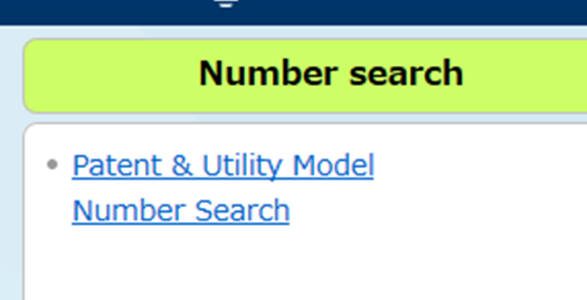 Number search
Patent & Utility Model
Number Search